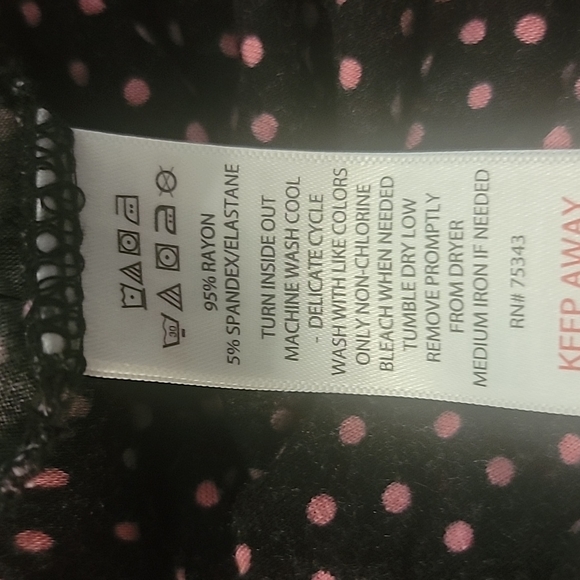 30
95% RAYON
5% SPANDEX/ELASTANE
TURN INSIDE OUT
MACHINE WASH COOL
- DELICATE CYCLE
WASH WITH LIKE COLORS
ONLY NON-CHLORINE
BLEACH WHEN NEEDED
TUMBLE DRY LOW
REMOVE PROMPTLY
FROM DRYER
MEDIUM IRON IF NEEDED
RN# 75343
KEEP AWAY